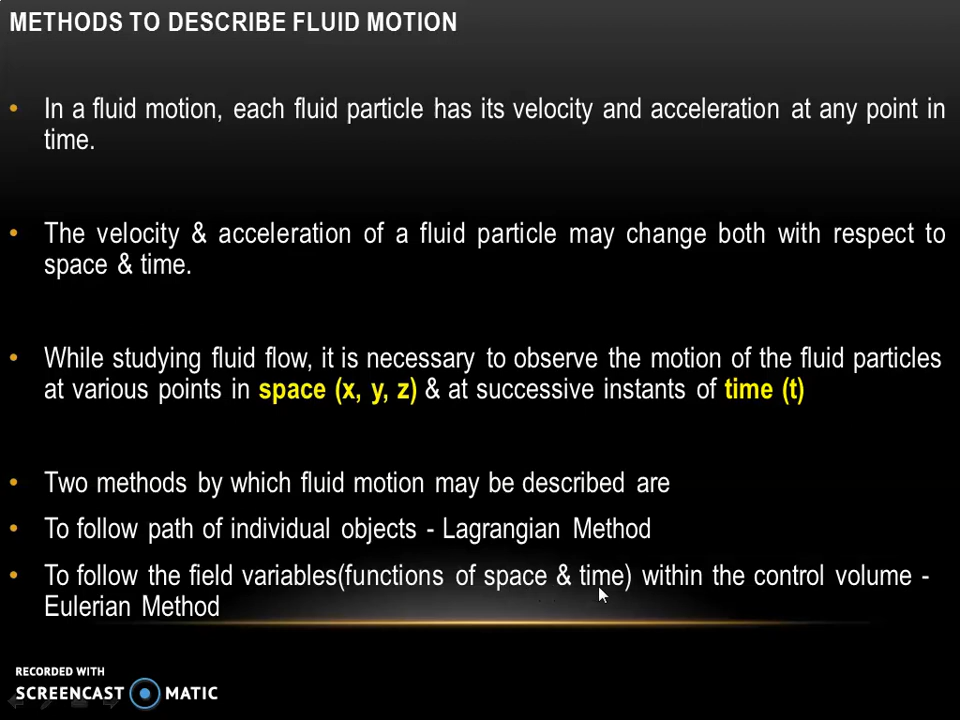 METHODS TO DESCRIBE FLUID MOTION
• In a fluid motion, each fluid particle has its velocity and acceleration at any point in
time.
• The velocity & acceleration of a fluid particle may change both with respect to
space & time.
• While studying fluid flow, it is necessary to observe the motion of the fluid particles
at various points in space (x, y, z) & at successive instants of time (t)
• Two methods by which fluid motion may be described are
• To follow path of individual objects - Lagrangian Method
• To follow the field variables(functions of space & time) within the control volume -
Eulerian Method
RECORDED WITH
SCREENCAST MATIC